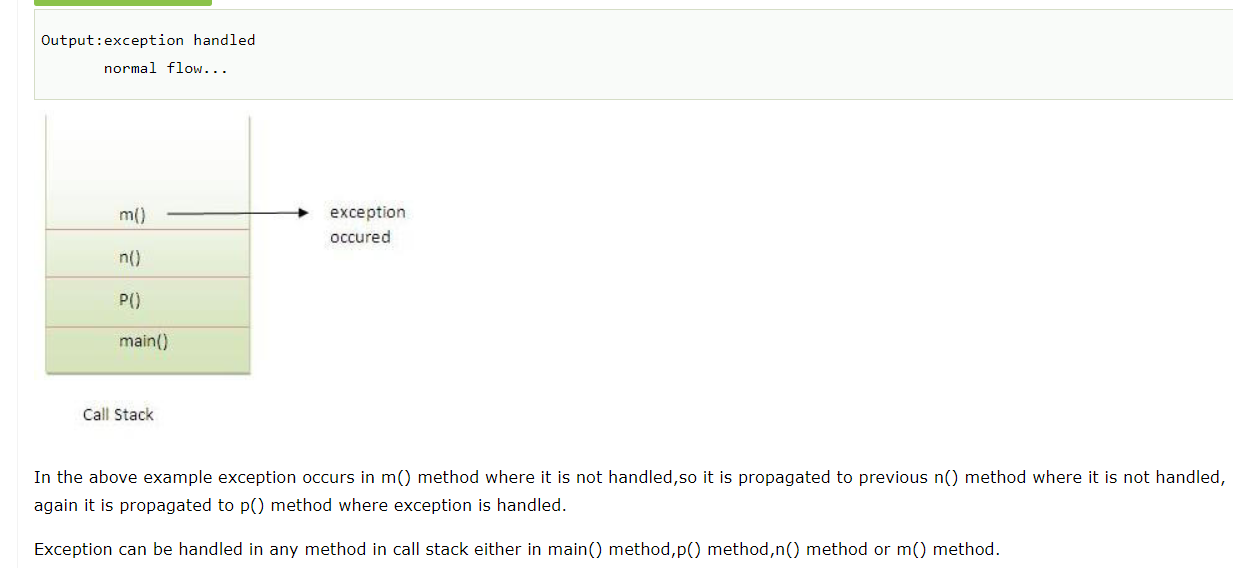 Output:exception handled
normal flow...
m()
exception
occured
n()
P()
main()
Call Stack
In the above example exception occurs in m() method where it is not handled,so it is propagated to previous n() method where it is not handled,
again it is propagated to p() method where exception is handled.
Exception can be handled in any method in call stack either in main() method,p() method,n() method or m() method.